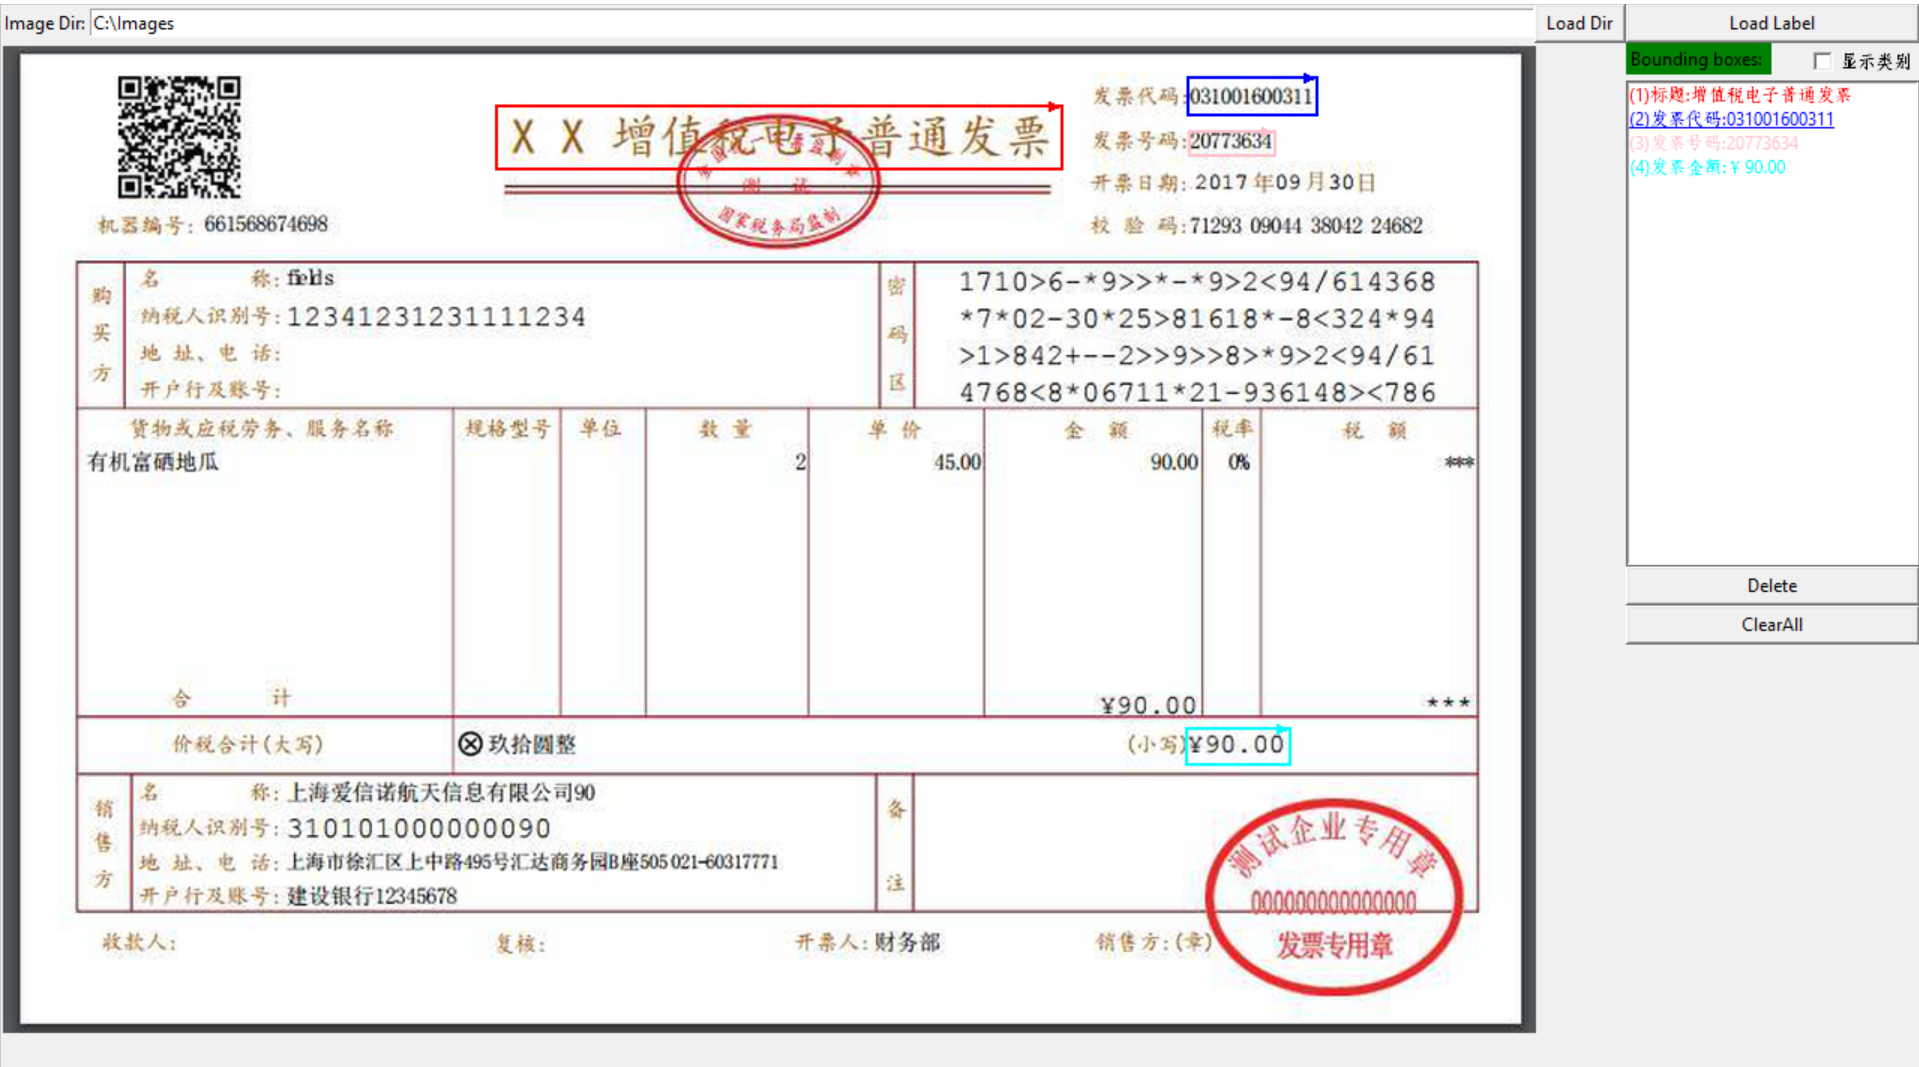 Image Dir: C:\Images Load Dir Load Label
Bounding boxes: 显示类别
(1)标题:增值税电子普通发票
(2)发票代码:031001600311
(3)发票号码:20773634
(4)发票金额:¥ 90.00
Delete
ClearAll
X X 增值税电子普通发票
全国统一发票监制章
测 试
国家税务局监制
发票代码:031001600311
发票号码:20773634
开票日期:2017年09月30日
校 验 码:71293 09044 38042 24682
机器编号:661568674698
购买方
名 称:fields
纳税人识别号:12341231231111234
地 址、电 话:
开户行及账号:
密码区
1710>6-*9>>*-*9>2<94/614368
*7*02-30*25>81618*-8<324*94
>1>842+--2>>9>>8>*9>2<94/61
4768<8*06711*21-936148><786
货物或应税劳务、服务名称 规格型号 单位 数 量 单 价 金 额 税率 税 额
有机富硒地瓜 2 45.00 90.00 0% ***
合 计 ¥90.00 ***
价税合计(大写) ⊗玖拾圆整 (小写)¥90.00
销售方
名 称:上海爱信诺航天信息有限公司90
纳税人识别号:310101000000090
地 址、电 话:上海市徐汇区上中路495号汇达商务园B座505 021-60317771
开户行及账号:建设银行12345678
备注
测试企业专用章
000000000000000
发票专用章
收款人: 复核: 开票人:财务部 销售方:(章)